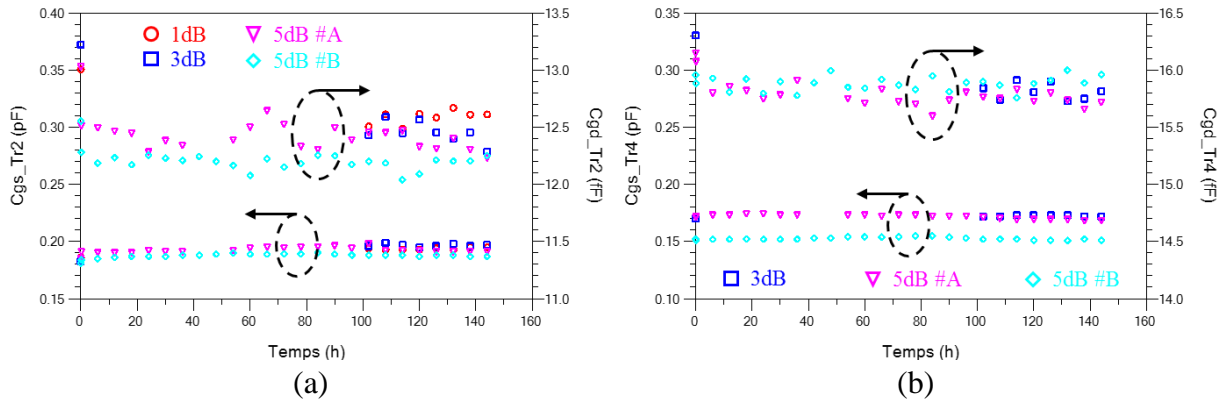 1dB
3dB
5dB #A
5dB #B
Cgs_Tr2 (pF)
0.40
0.35
0.30
0.25
0.20
0.15
Cgd_Tr2 (fF)
13.5
13.0
12.5
12.0
11.5
11.0
0 20 40 60 80 100 120 140 160
Temps (h)
(a)
Cgs_Tr4 (pF)
0.35
0.30
0.25
0.20
0.15
0.10
Cgd_Tr4 (fF)
16.5
16.0
15.5
15.0
14.5
14.0
3dB 5dB #A 5dB #B
0 20 40 60 80 100 120 140 160
Temps (h)
(b)